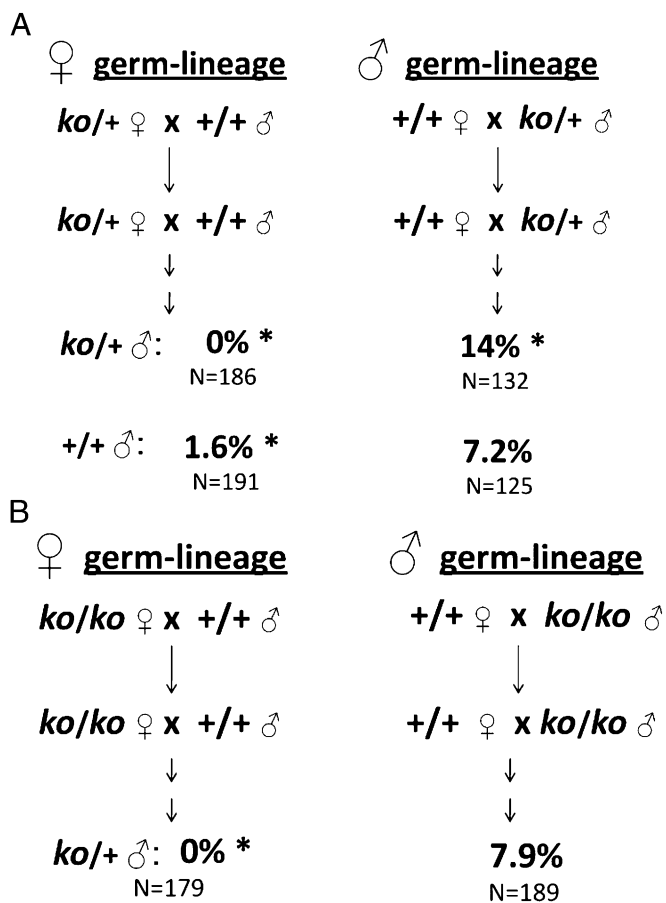 A
♀ germ-lineage ♂ germ-lineage
ko/+ ♀ x +/+ ♂ +/+ ♀ x ko/+ ♂
ko/+ ♀ x +/+ ♂ +/+ ♀ x ko/+ ♂
ko/+ ♂: 0% * 14% *
N=186 N=132
+/+ ♂: 1.6% * 7.2%
N=191 N=125
B
♀ germ-lineage ♂ germ-lineage
ko/ko ♀ x +/+ ♂ +/+ ♀ x ko/ko ♂
ko/ko ♀ x +/+ ♂ +/+ ♀ x ko/ko ♂
ko/+ ♂: 0% * 7.9%
N=179 N=189